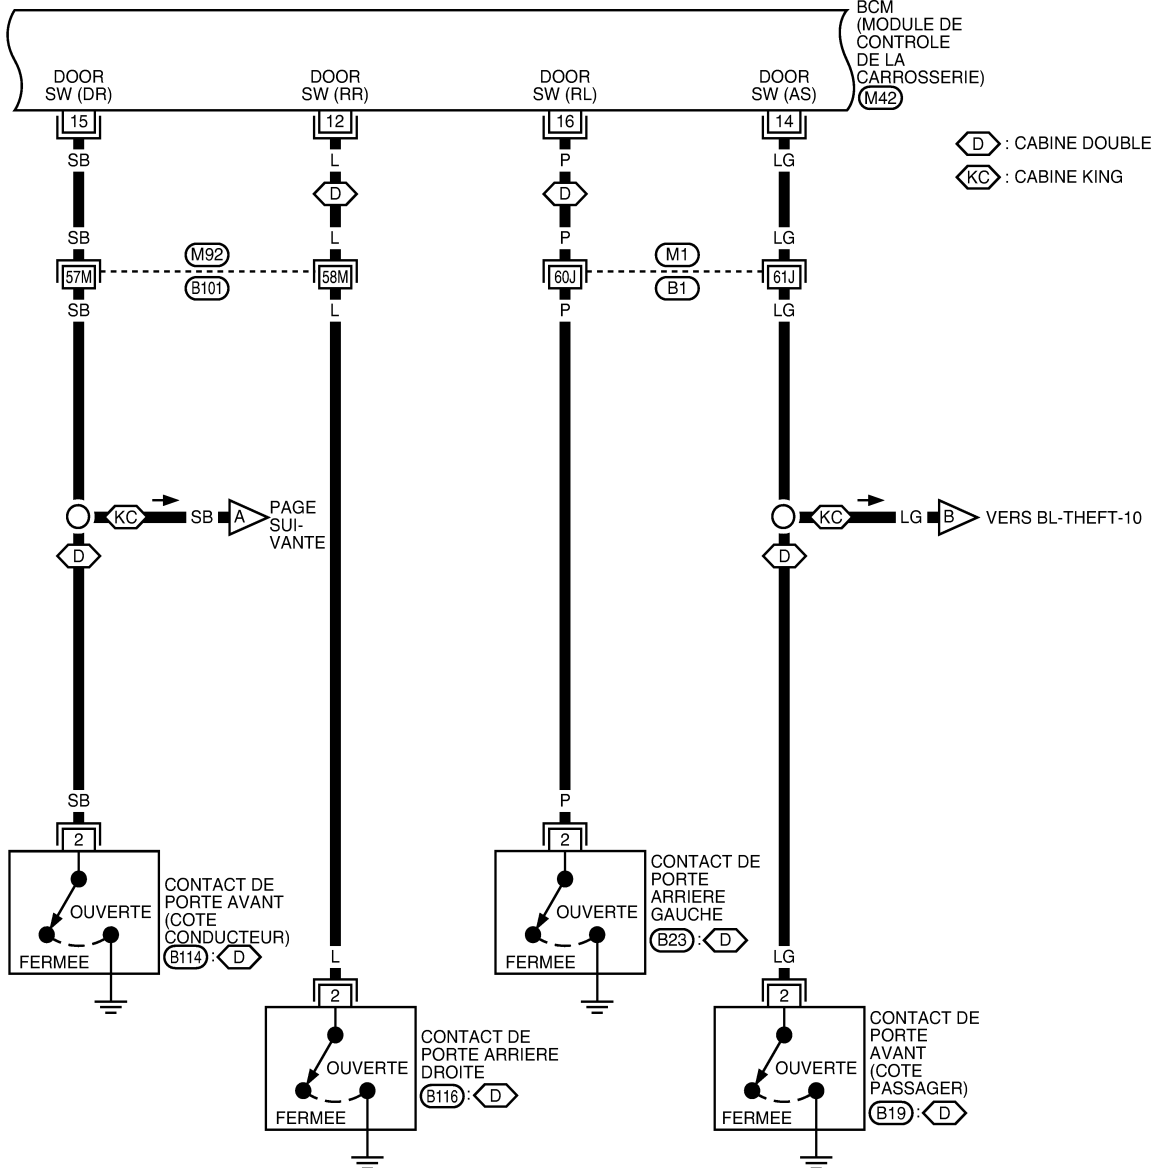 BCM
(MODULE DE
CONTROLE
DE LA
CARROSSERIE)
M42
DOOR
SW (DR)
DOOR
SW (RR)
DOOR
SW (RL)
DOOR
SW (AS)
15
12
16
14
D : CABINE DOUBLE
KC : CABINE KING
SB
L
P
LG
D
D
SB
L
P
LG
M92
M1
57M
58M
60J
61J
B101
B1
SB
L
P
LG
KC
SB
A
PAGE
SUI-
VANTE
KC
LG
B
VERS BL-THEFT-10
D
D
SB
P
2
2
CONTACT DE
PORTE AVANT
(COTE
CONDUCTEUR)
B114 : D
OUVERTE
FERMEE
CONTACT DE
PORTE
ARRIERE
GAUCHE
B23 : D
OUVERTE
FERMEE
L
LG
2
2
CONTACT DE
PORTE ARRIERE
DROITE
B116 : D
OUVERTE
FERMEE
CONTACT DE
PORTE
AVANT
(COTE
PASSAGER)
B19 : D
OUVERTE
FERMEE